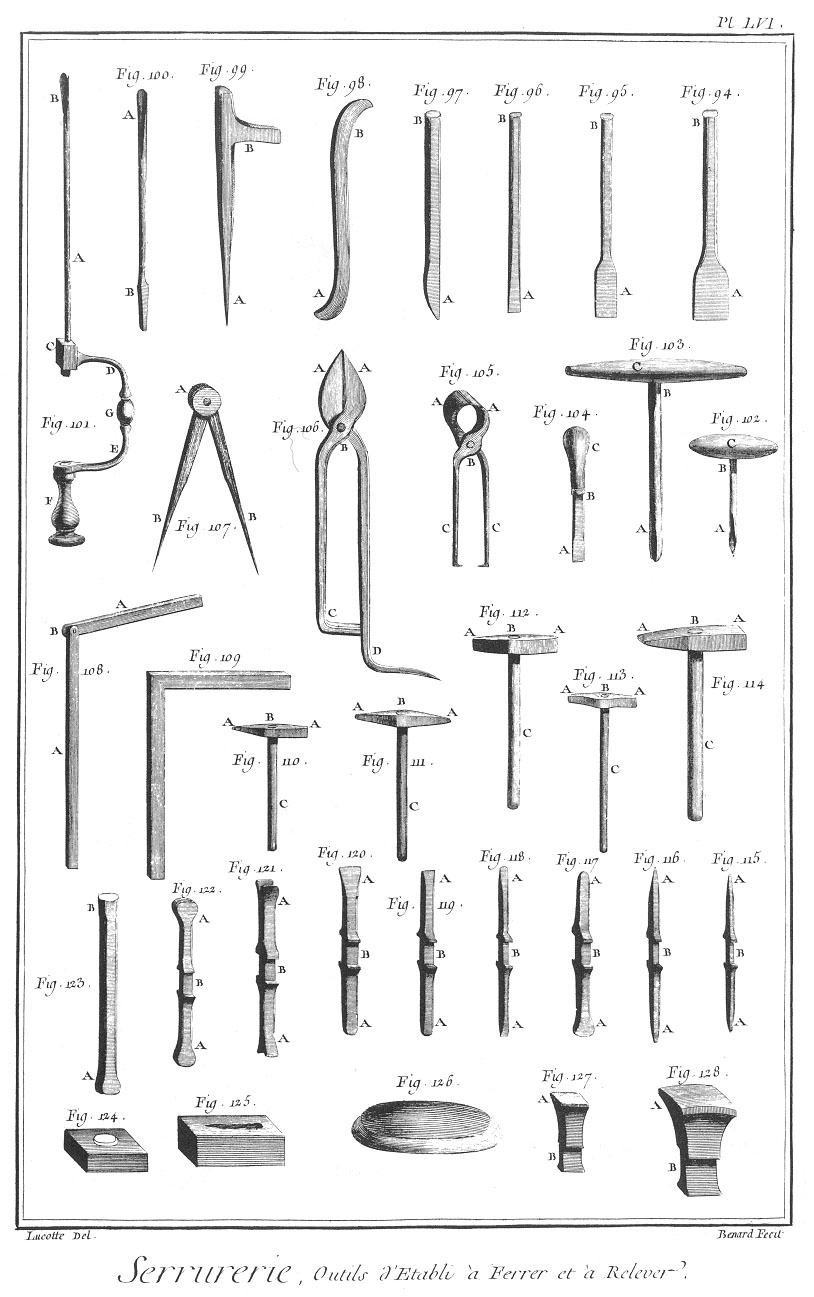 Pl. LVI.
Fig. 100. Fig. 99. Fig. 98. Fig. 97. Fig. 96. Fig. 95. Fig. 94.
B A B B B B B B
A B A A A A A A
C D
Fig. 103.
C
A A A Fig. 105. A A B
G Fig. 101. Fig. 106. B Fig. 104. Fig. 102.
E B C B C
F B Fig. 107. B C C B A A
A
B A C Fig. 112. A B A
Fig. 108. Fig. 109 D A B A Fig. 113. Fig. 114
A B A A B A A B A
A Fig. 110. Fig. 111. C C C
C C
Fig. 121. Fig. 120. Fig. 118. Fig. 117 Fig. 116. Fig. 115.
B Fig. 122. A A A A A A A
A Fig. 119.
Fig. 123. B B B B B B B B
A A A A A A A A A
Fig. 124. Fig. 125. Fig. 126. Fig. 127. Fig. 128.
A A
B B
Lucotte Del. Benard Fecit
Serrurerie, Outils d'Etabli à Ferrer et à Relever.